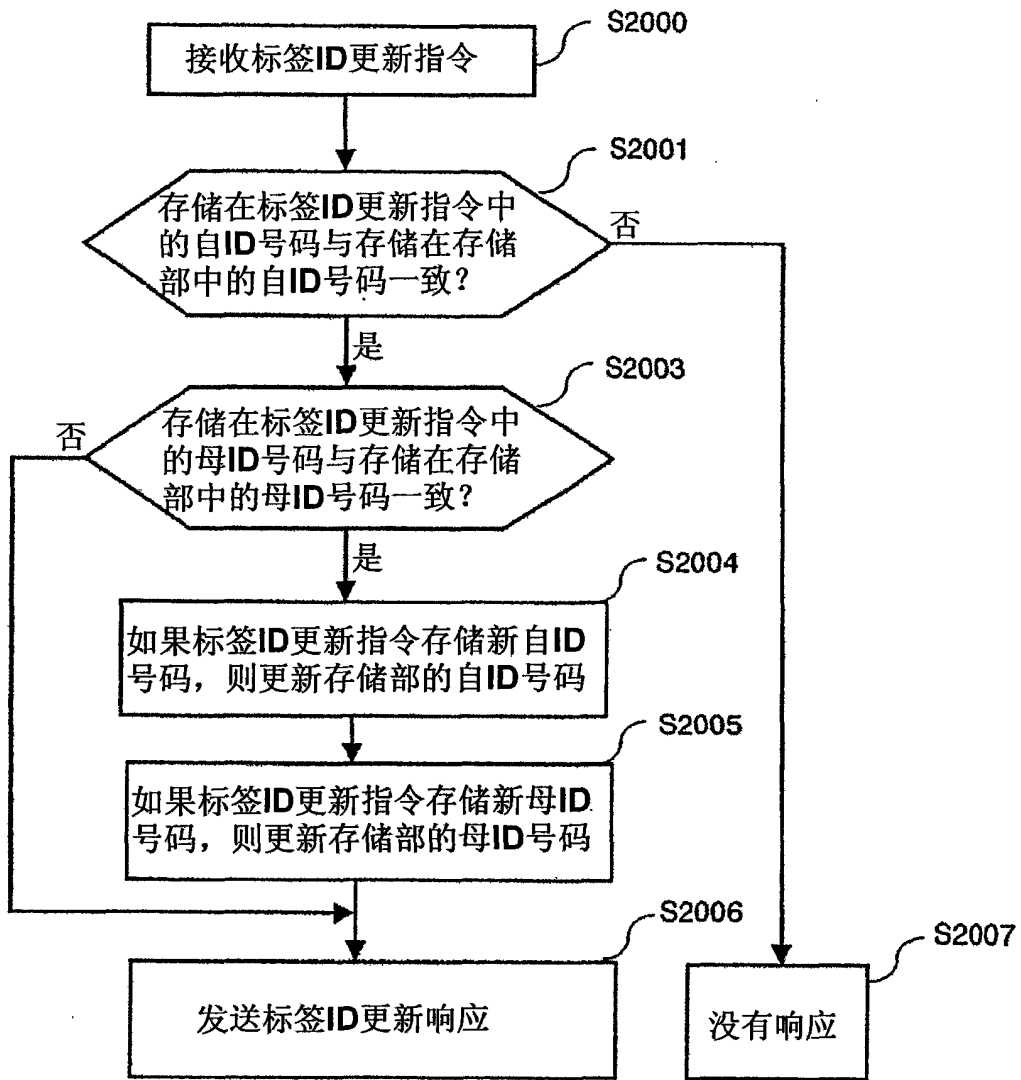 S2000
接收标签ID更新指令
S2001
存储在标签ID更新指令中
的自ID号码与存储在存储
部中的自ID号码一致?
否
是
S2003
存储在标签ID更新指令中
的母ID号码与存储在存储
部中的母ID号码一致?
否
是
S2004
如果标签ID更新指令存储新自ID
号码，则更新存储部的自ID号码
S2005
如果标签ID更新指令存储新母ID
号码，则更新存储部的母ID号码
S2006
发送标签ID更新响应
S2007
没有响应